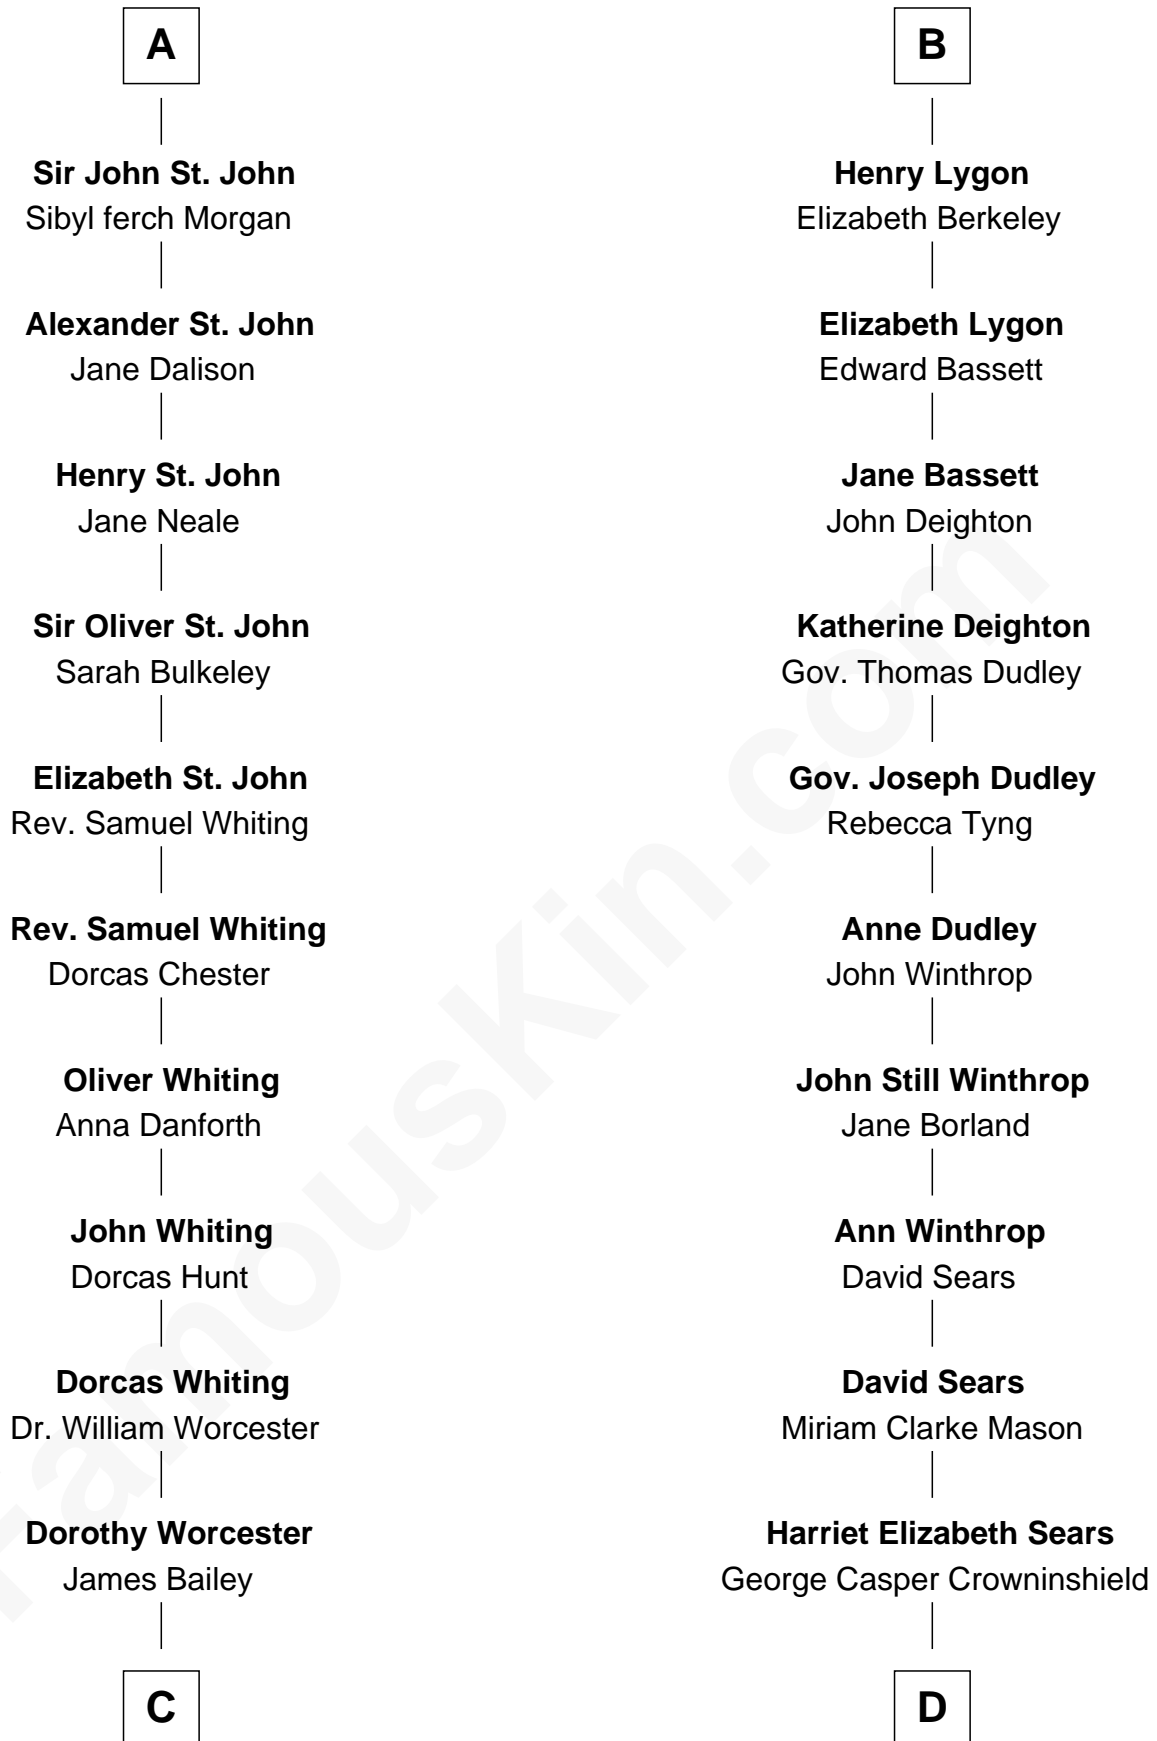 A
Sir John St. John
Sibyl ferch Morgan
Alexander St. John
Jane Dalison
Henry St. John
Jane Neale
Sir Oliver St. John
Sarah Bulkeley
Elizabeth St. John
Rev. Samuel Whiting
Rev. Samuel Whiting
Dorcas Chester
Oliver Whiting
Anna Danforth
John Whiting
Dorcas Hunt
Dorcas Whiting
Dr. William Worcester
Dorothy Worcester
James Bailey
C
B
Henry Lygon
Elizabeth Berkeley
Elizabeth Lygon
Edward Bassett
Jane Bassett
John Deighton
Katherine Deighton
Gov. Thomas Dudley
Gov. Joseph Dudley
Rebecca Tyng
Anne Dudley
John Winthrop
John Still Winthrop
Jane Borland
Ann Winthrop
David Sears
David Sears
Miriam Clarke Mason
Harriet Elizabeth Sears
George Casper Crowninshield
D
FamousKin.com